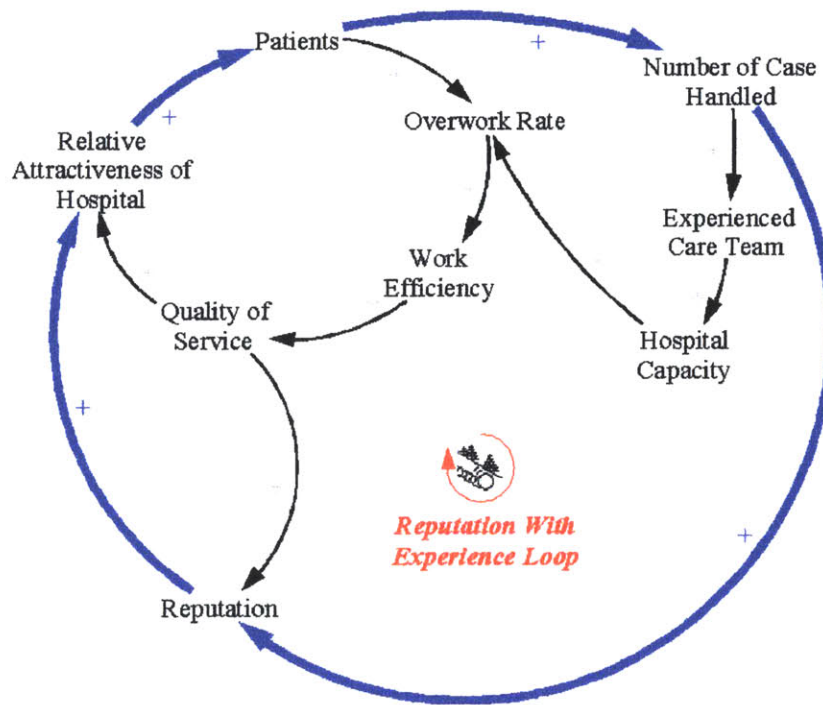 Patients
+
Number of Case
Handled
Overwork Rate
+
Relative
Attractiveness of
Hospital
Experienced
Care Team
Work
Efficiency
Quality of
Service
Hospital
Capacity
+
Reputation With
Experience Loop
+
Reputation